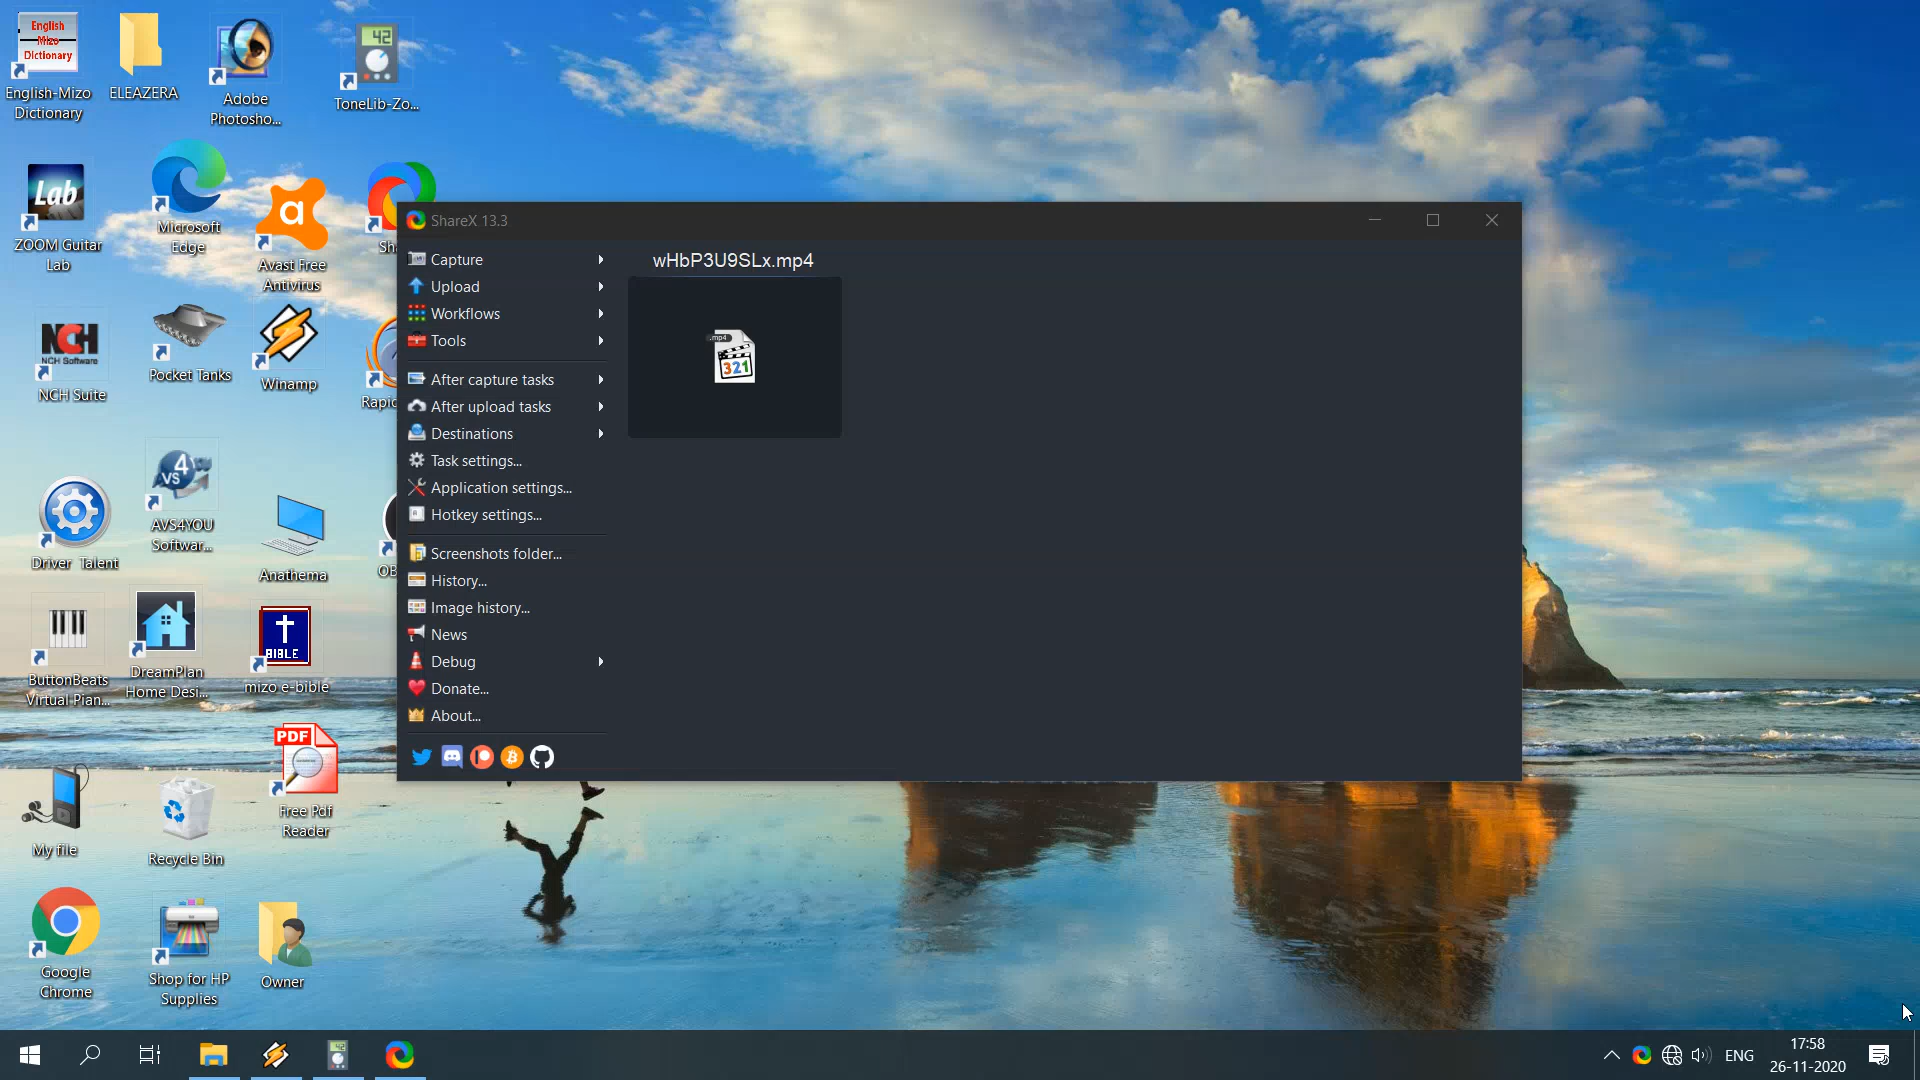 English
Mizo
Dictionary
English-Mizo
Dictionary
ELEAZERA
Adobe
Photosho...
42
ToneLib-Zo...
Lab
ZOOM Guitar
Lab
Microsoft
Edge
a
Avast Free
Antivirus
Sh
NCH
NCH Software
NCH Suite
Pocket Tanks
Winamp
Rapid
4
VS
AVS4YOU
Softwar...
Driver Talent
Anathema
OB
ButtonBeats
Virtual Pian...
DreamPlan
Home Desi...
BIBLE
mizo e-bible
PDF
Free Pdf
Reader
My file
Recycle Bin
Google
Chrome
Shop for HP
Supplies
Owner
ShareX 13.3
Capture
Upload
Workflows
Tools
After capture tasks
After upload tasks
Destinations
Task settings...
Application settings...
Hotkey settings...
Screenshots folder...
History...
Image history...
News
Debug
Donate...
About...
wHbP3U9SLx.mp4
.mp4
321
ENG
17:58
26-11-2020